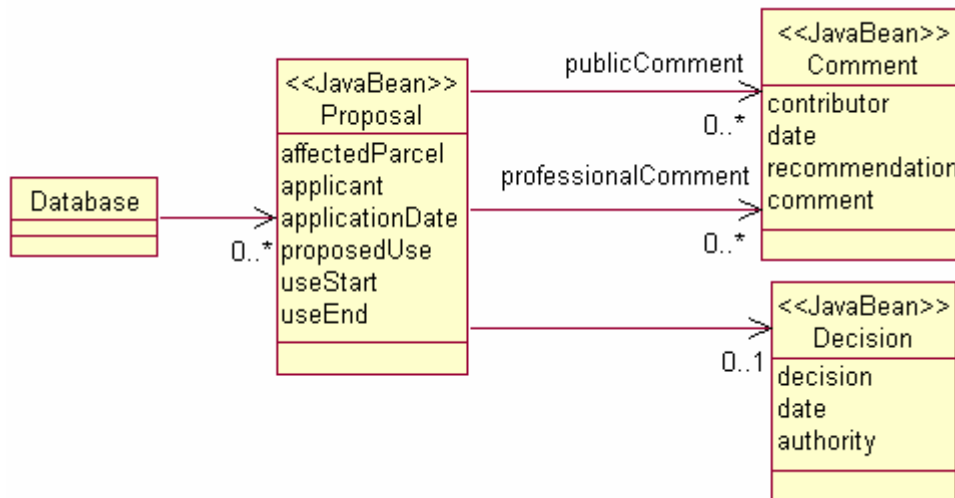 Database
0..*
<<JavaBean>>
Proposal
affectedParcel
applicant
applicationDate
proposedUse
useStart
useEnd
publicComment
0..*
professionalComment
0..*
0..1
<<JavaBean>>
Comment
contributor
date
recommendation
comment
<<JavaBean>>
Decision
decision
date
authority